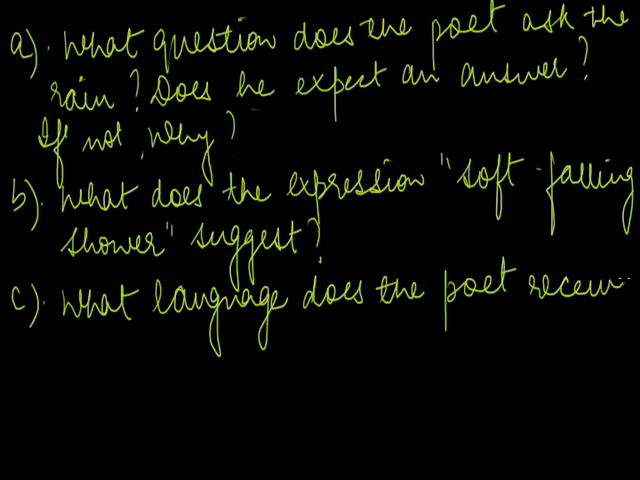 a). What question does the poet ask the
rain? Does he expect an answer?
If not, why?
b). What does the expression "soft-falling
shower" suggest?
c). What language does the poet